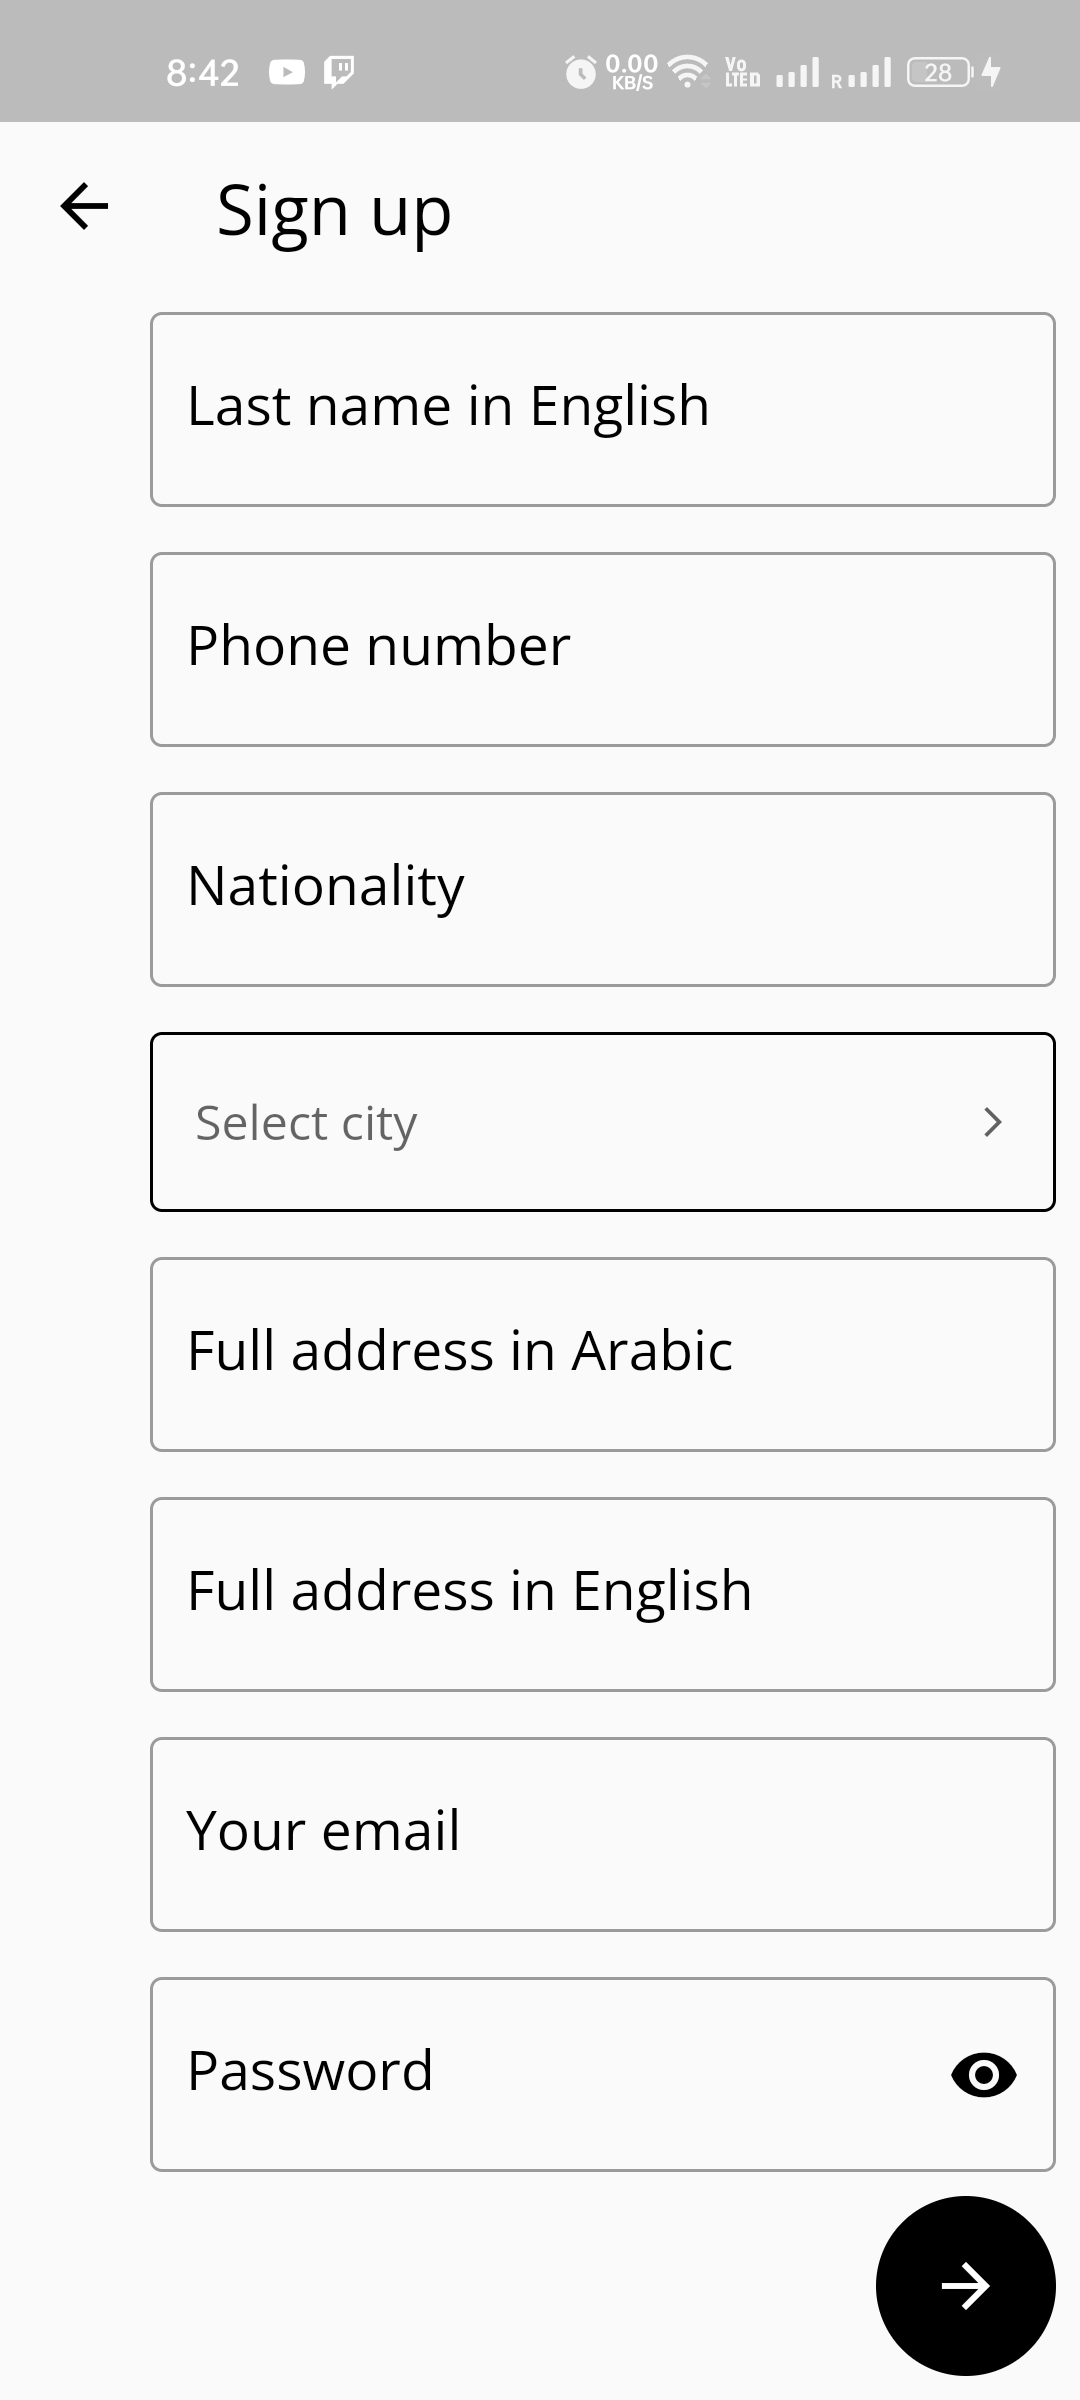 8:42 0.00 KB/S Vo LTE D R 28
Sign up
Last name in English
Phone number
Nationality
Select city
Full address in Arabic
Full address in English
Your email
Password